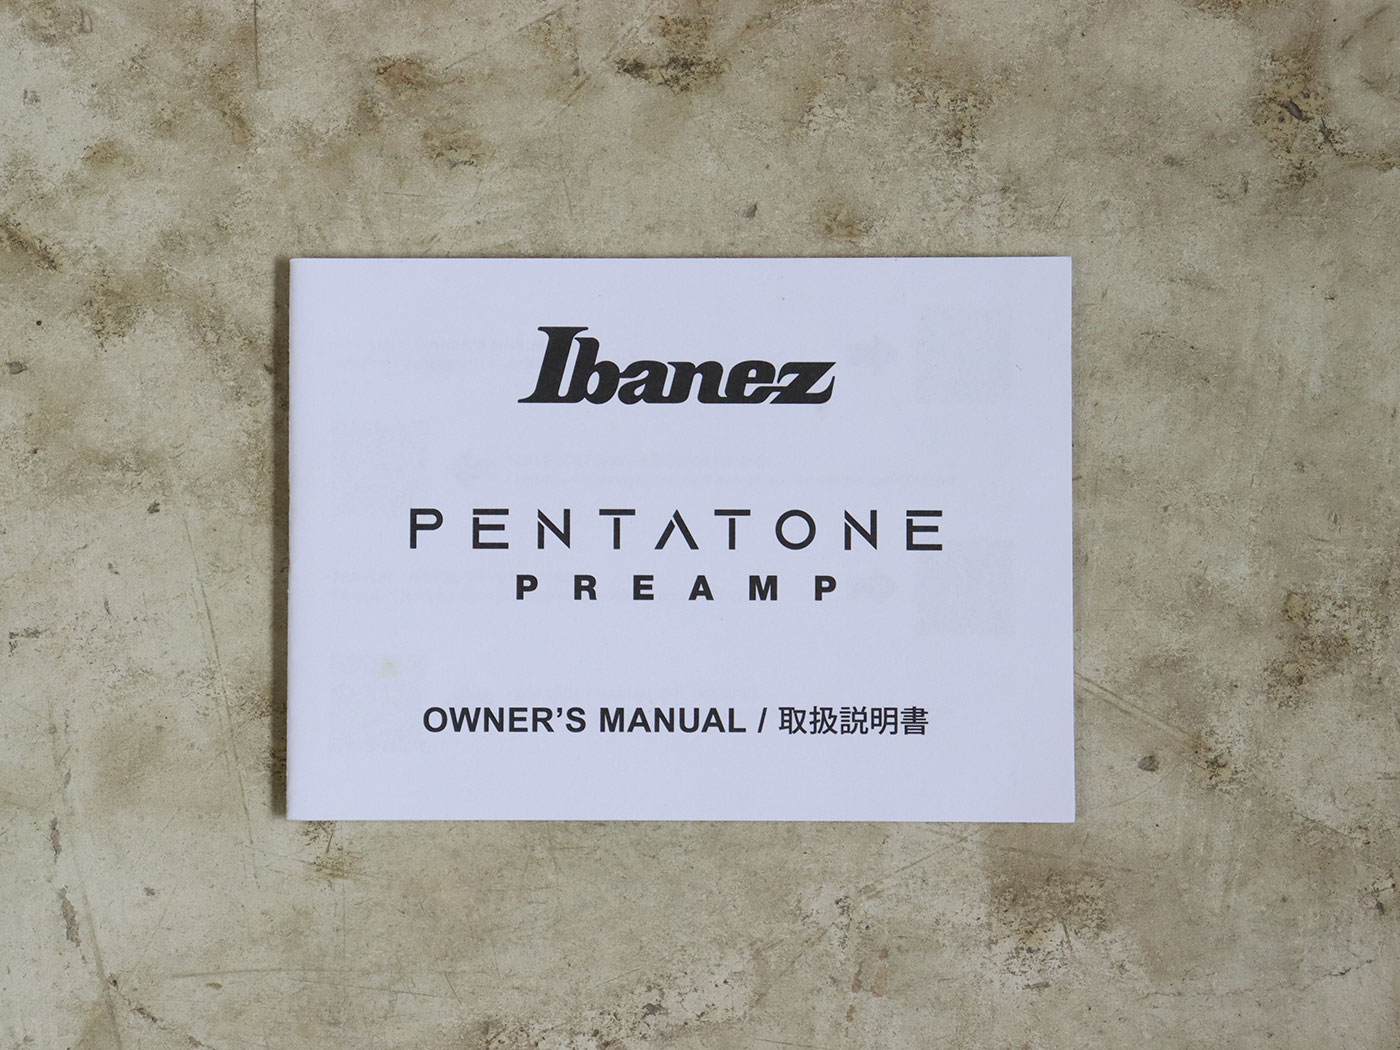 Ibanez
PENTATONE
PREAMP
OWNER'S MANUAL / 取扱説明書